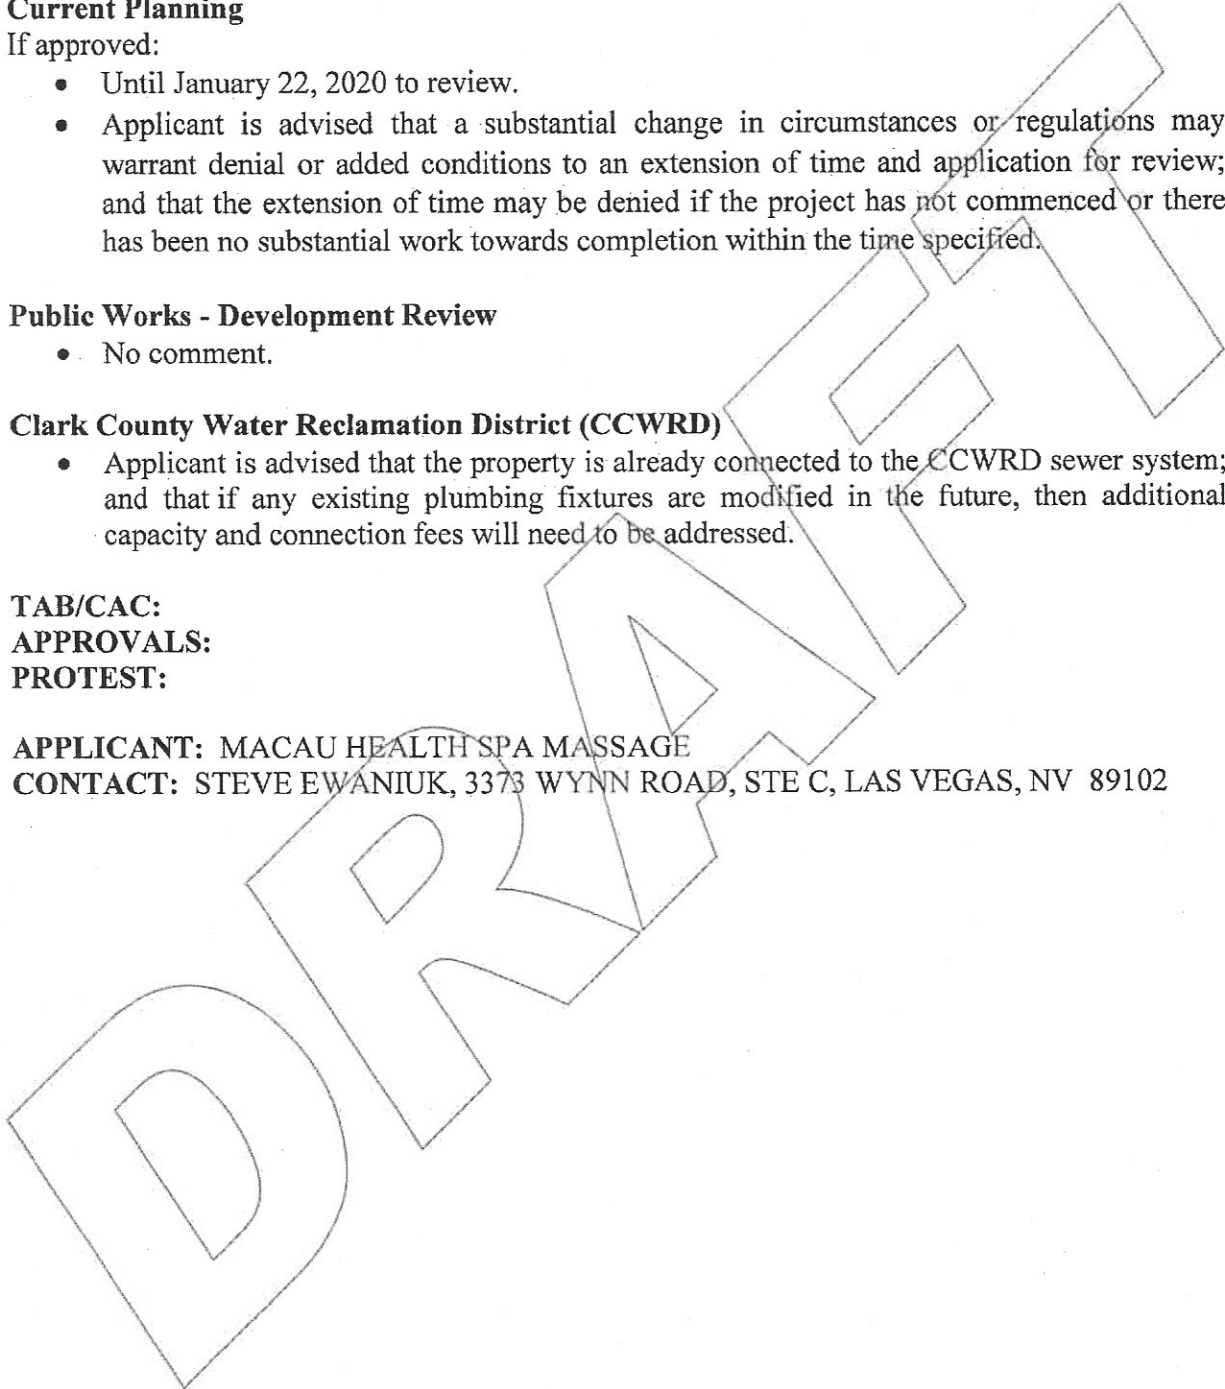 Current Planning
If approved:
• Until January 22, 2020 to review.
• Applicant is advised that a substantial change in circumstances or regulations may
warrant denial or added conditions to an extension of time and application for review;
and that the extension of time may be denied if the project has not commenced or there
has been no substantial work towards completion within the time specified.
Public Works - Development Review
• No comment.
Clark County Water Reclamation District (CCWRD)
• Applicant is advised that the property is already connected to the CCWRD sewer system;
and that if any existing plumbing fixtures are modified in the future, then additional
capacity and connection fees will need to be addressed.
TAB/CAC:
APPROVALS:
PROTEST:
APPLICANT: MACAU HEALTH SPA MASSAGE
CONTACT: STEVE EWANIUK, 3373 WYNN ROAD, STE C, LAS VEGAS, NV 89102
DRAFT